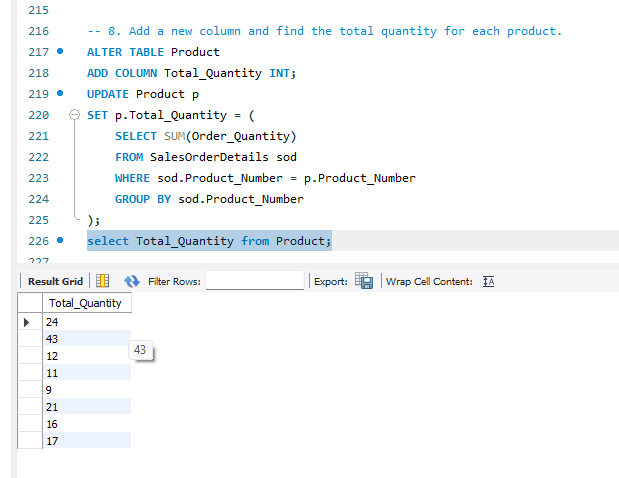 215
216 -- 8. Add a new column and find the total quantity for each product.
217 ALTER TABLE Product
218 ADD COLUMN Total_Quantity INT;
219 UPDATE Product p
220 SET p.Total_Quantity = (
221 SELECT SUM(Order_Quantity)
222 FROM SalesOrderDetails sod
223 WHERE sod.Product_Number = p.Product_Number
224 GROUP BY sod.Product_Number
225 );
226 select Total_Quantity from Product;
227
Result Grid Filter Rows: Export: Wrap Cell Content: IA
Total_Quantity
24
43
43
12
11
9
21
16
17